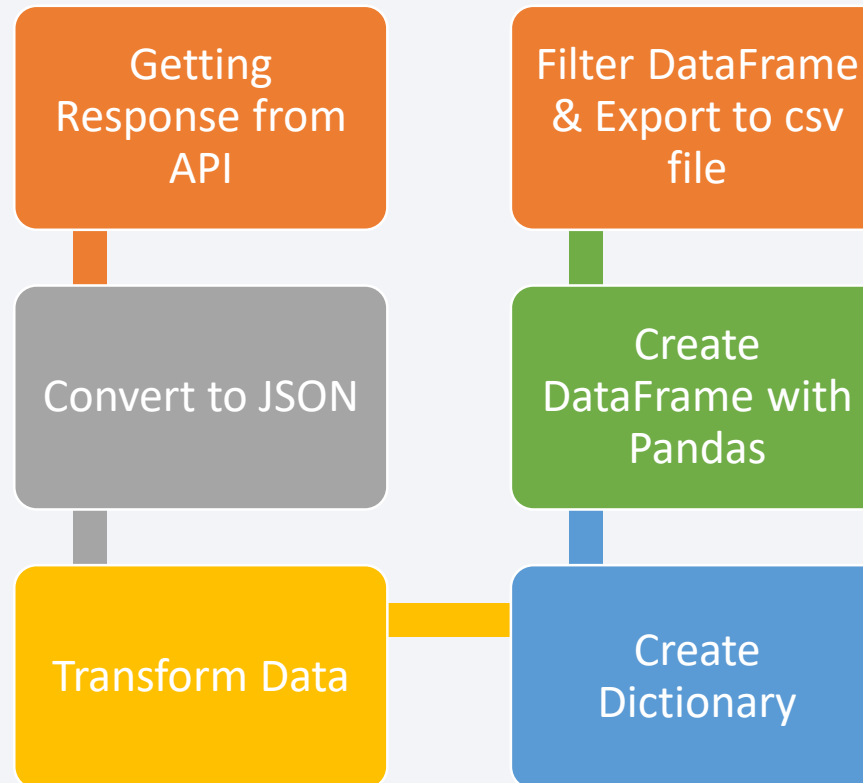 Getting
Response from
API
Convert to JSON
Transform Data
Create
Dictionary
Create
DataFrame with
Pandas
Filter DataFrame
& Export to csv
file